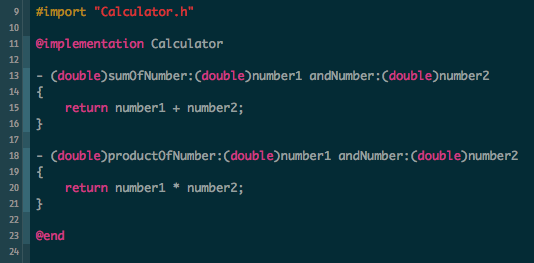 9 #import "Calculator.h"
10
11 @implementation Calculator
12
13 - (double)sumOfNumber:(double)number1 andNumber:(double)number2
14 {
15     return number1 + number2;
16 }
17
18 - (double)productOfNumber:(double)number1 andNumber:(double)number2
19 {
20     return number1 * number2;
21 }
22
23 @end
24